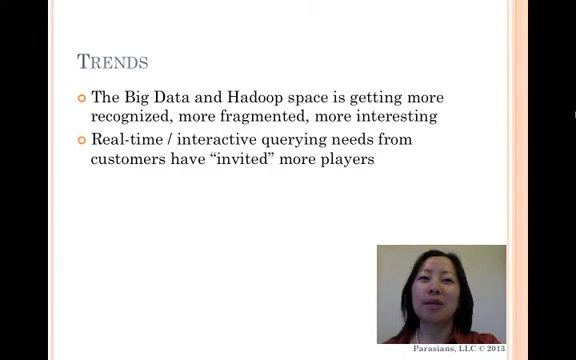 TRENDS
The Big Data and Hadoop space is getting more
recognized, more fragmented, more interesting
Real-time / interactive querying needs from
customers have “invited” more players
Parasians, LLC © 2013